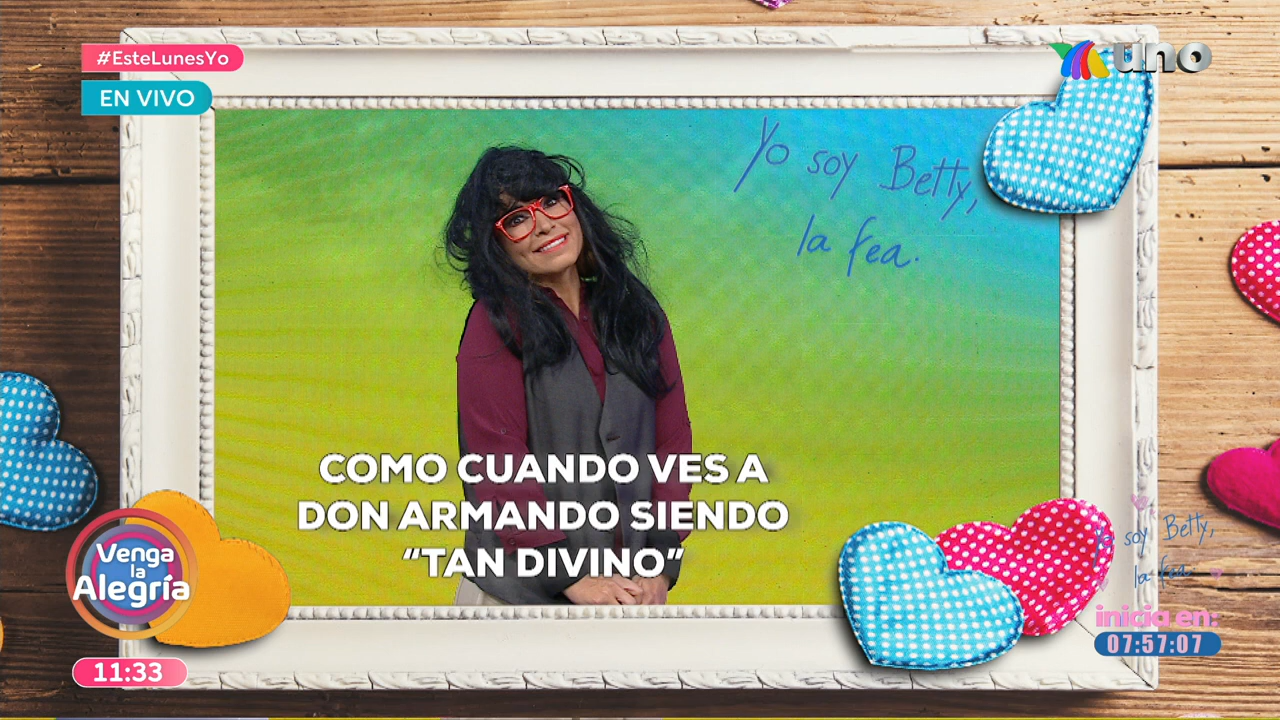 #EsteLunesYo
EN VIVO
uno
Yo soy Betty,
la fea.
COMO CUANDO VES A
DON ARMANDO SIENDO
“TAN DIVINO”
Venga
la
Alegría
Yo soy Betty,
la fea.
inicia en:
07:57:07
11:33